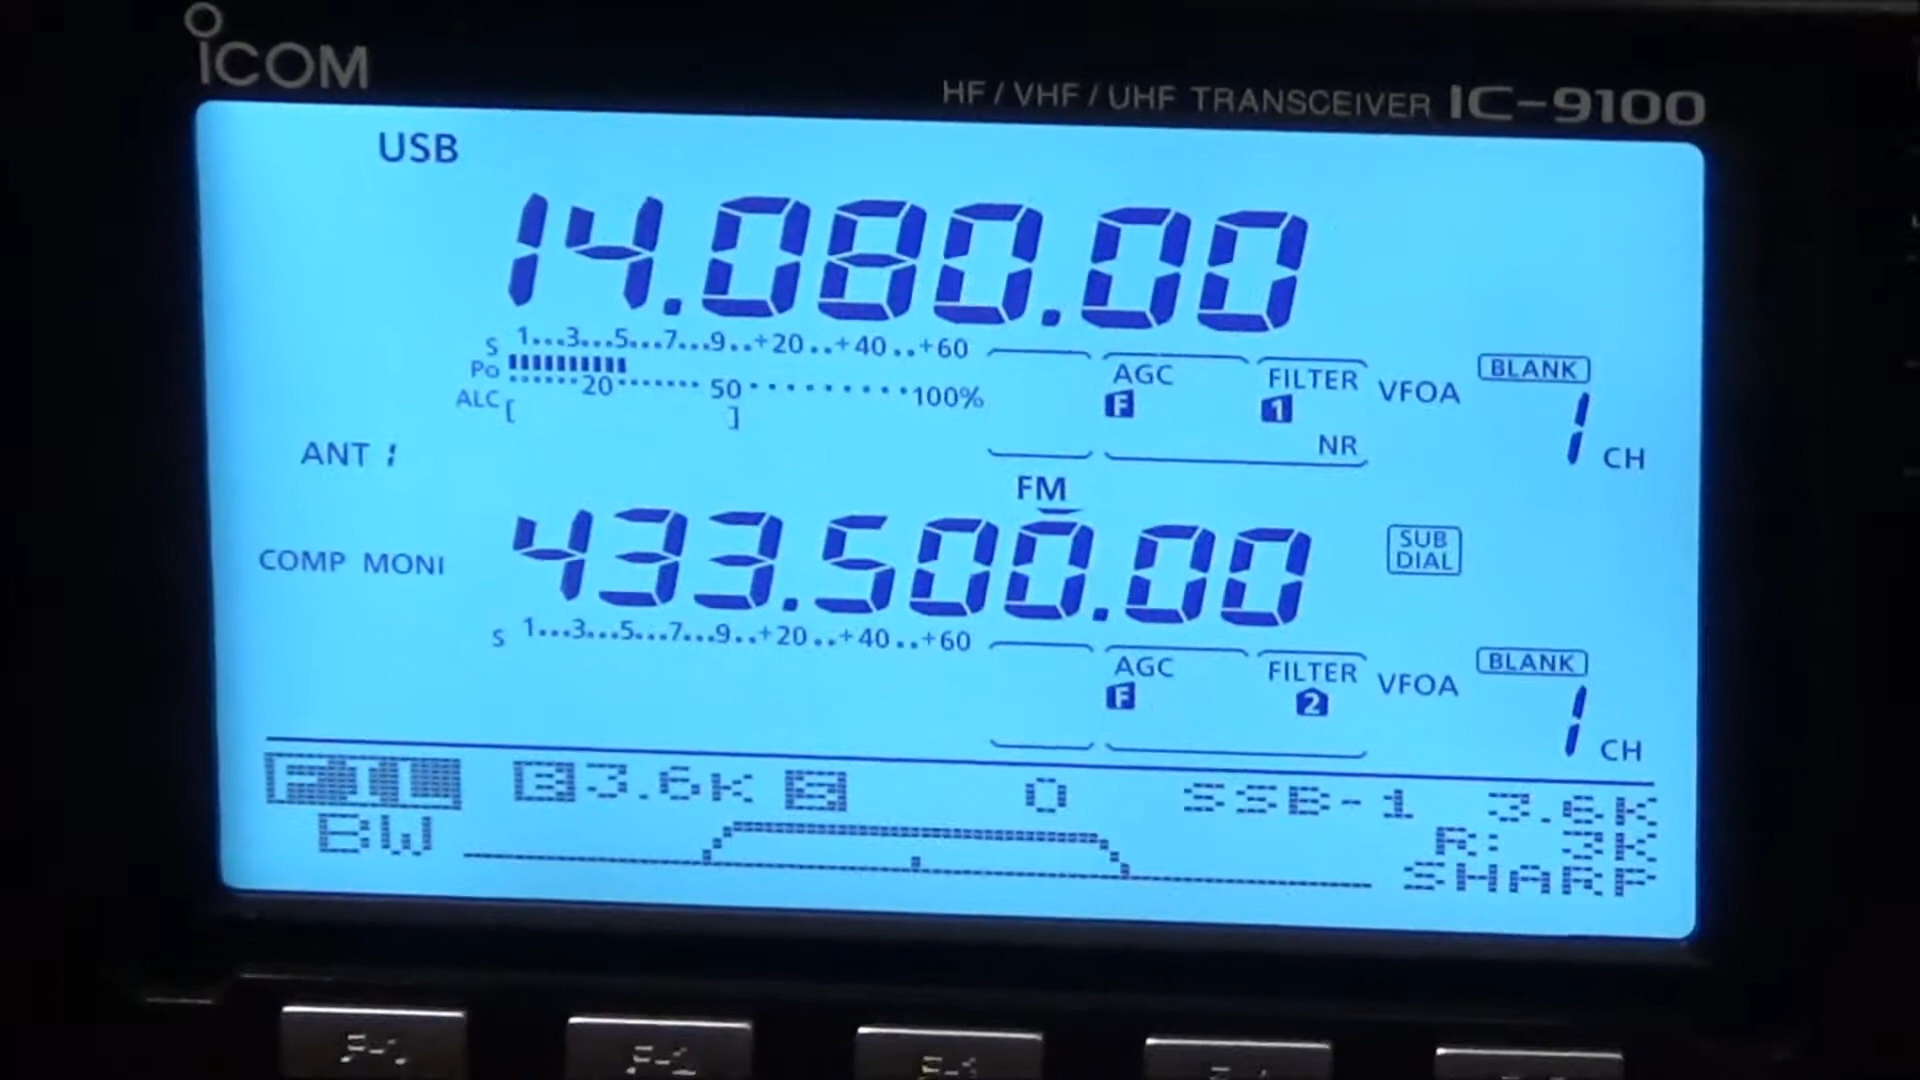 ICOM
HF / VHF / UHF TRANSCEIVER IC-9100
USB
14.080.00
S 1...3...5...7...9..+20..+40..+60
Po 20 50 100%
ALC [ ]
AGC F
FILTER 1
VFOA
BLANK
1 CH
NR
ANT 1
FM
433.500.00
SUB DIAL
COMP MONI
S 1...3...5...7...9..+20..+40..+60
AGC F
FILTER 2
VFOA
BLANK
1 CH
FIL 3.6K 0 SSB-1 3.6K
BW R: 3K
SHARP
F-1